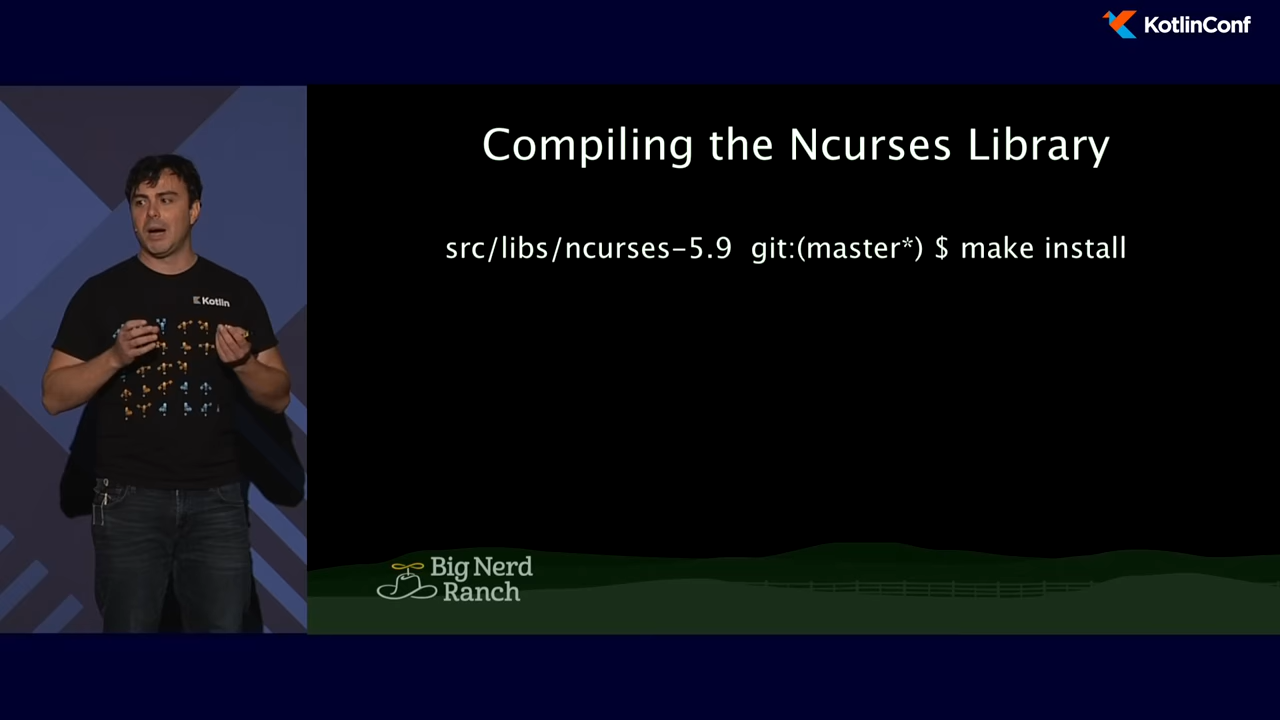 KotlinConf
Compiling the Ncurses Library
src/libs/ncurses-5.9 git:(master*) $ make install
Kotlin
Big Nerd
Ranch